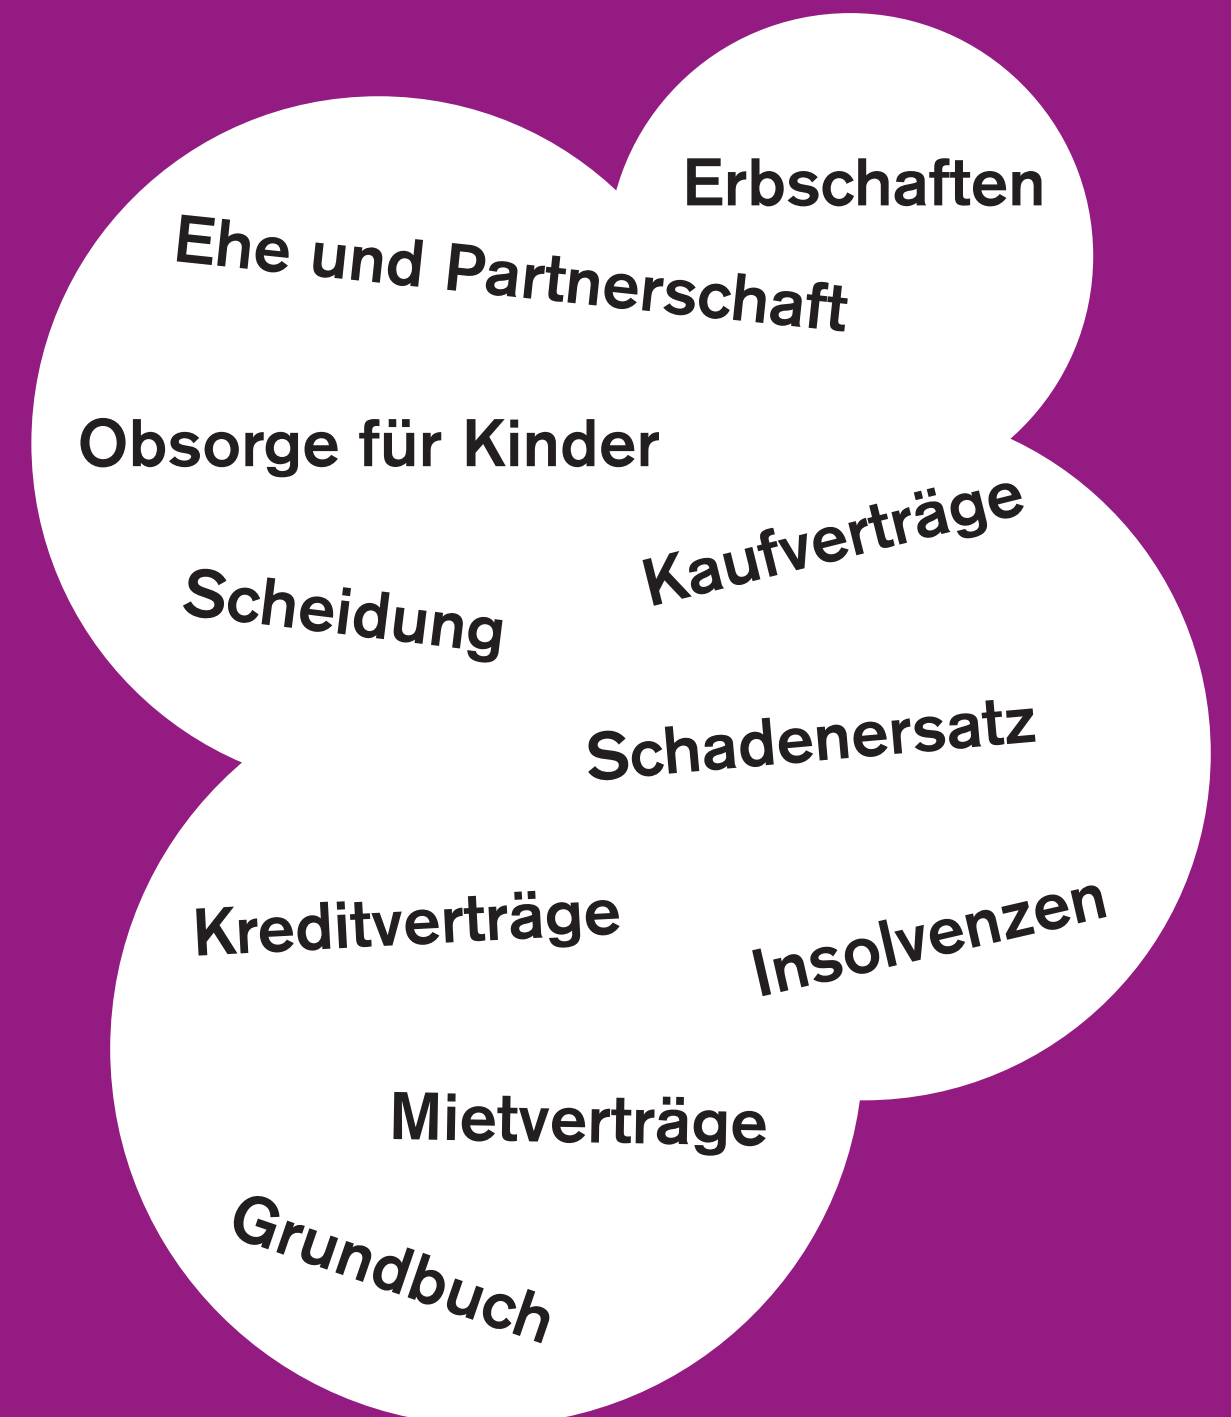 Erbschaften
Ehe und Partnerschaft
Obsorge für Kinder
Kaufverträge
Scheidung
Schadenersatz
Kreditverträge
Insolvenzen
Mietverträge
Grundbuch